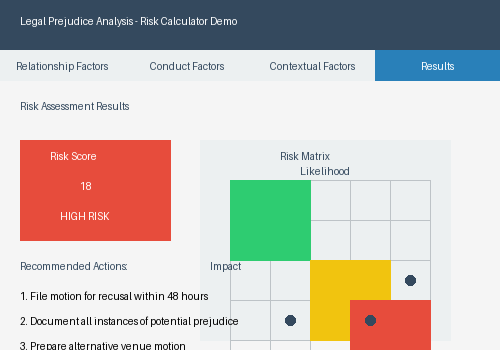 Legal Prejudice Analysis - Risk Calculator Demo
Relationship Factors
Conduct Factors
Contextual Factors
Results
Risk Assessment Results
Risk Score
18
HIGH RISK
Risk Matrix
Likelihood
Impact
Recommended Actions:
1. File motion for recusal within 48 hours
2. Document all instances of potential prejudice
3. Prepare alternative venue motion